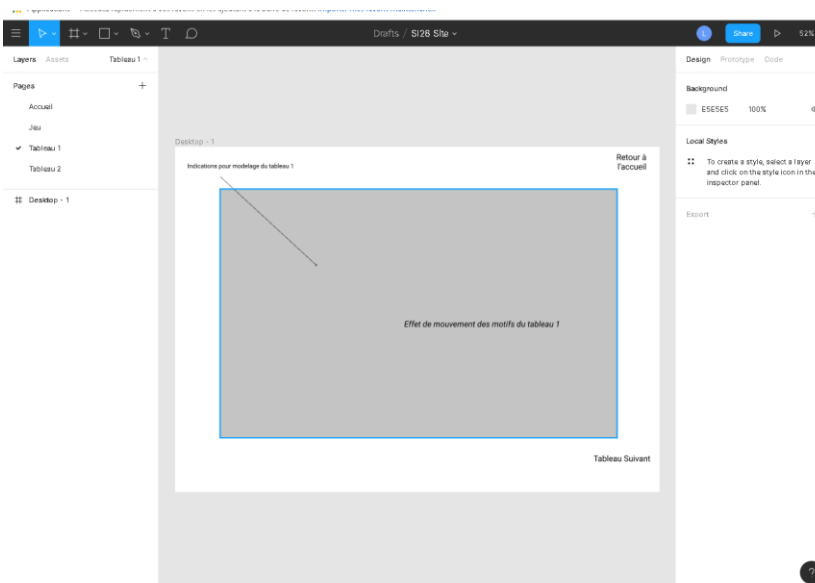 Drafts / SI28 Site
L
Share
52%
Layers
Assets
Tableau 1
Design
Prototype
Code
Pages
Accueil
Jeu
Tableau 1
Tableau 2
Desktop - 1
Background
E5E5E5
100%
Local Styles
To create a style, select a layer
and click on the style icon in the
inspector panel.
Export
Desktop - 1
Indications pour modelage du tableau 1
Retour à
l'accueil
Effet de mouvement des motifs du tableau 1
Tableau Suivant
?